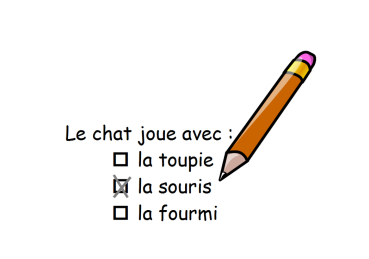 Le chat joue avec :
☐ la toupie
☒ la souris
☐ la fourmi